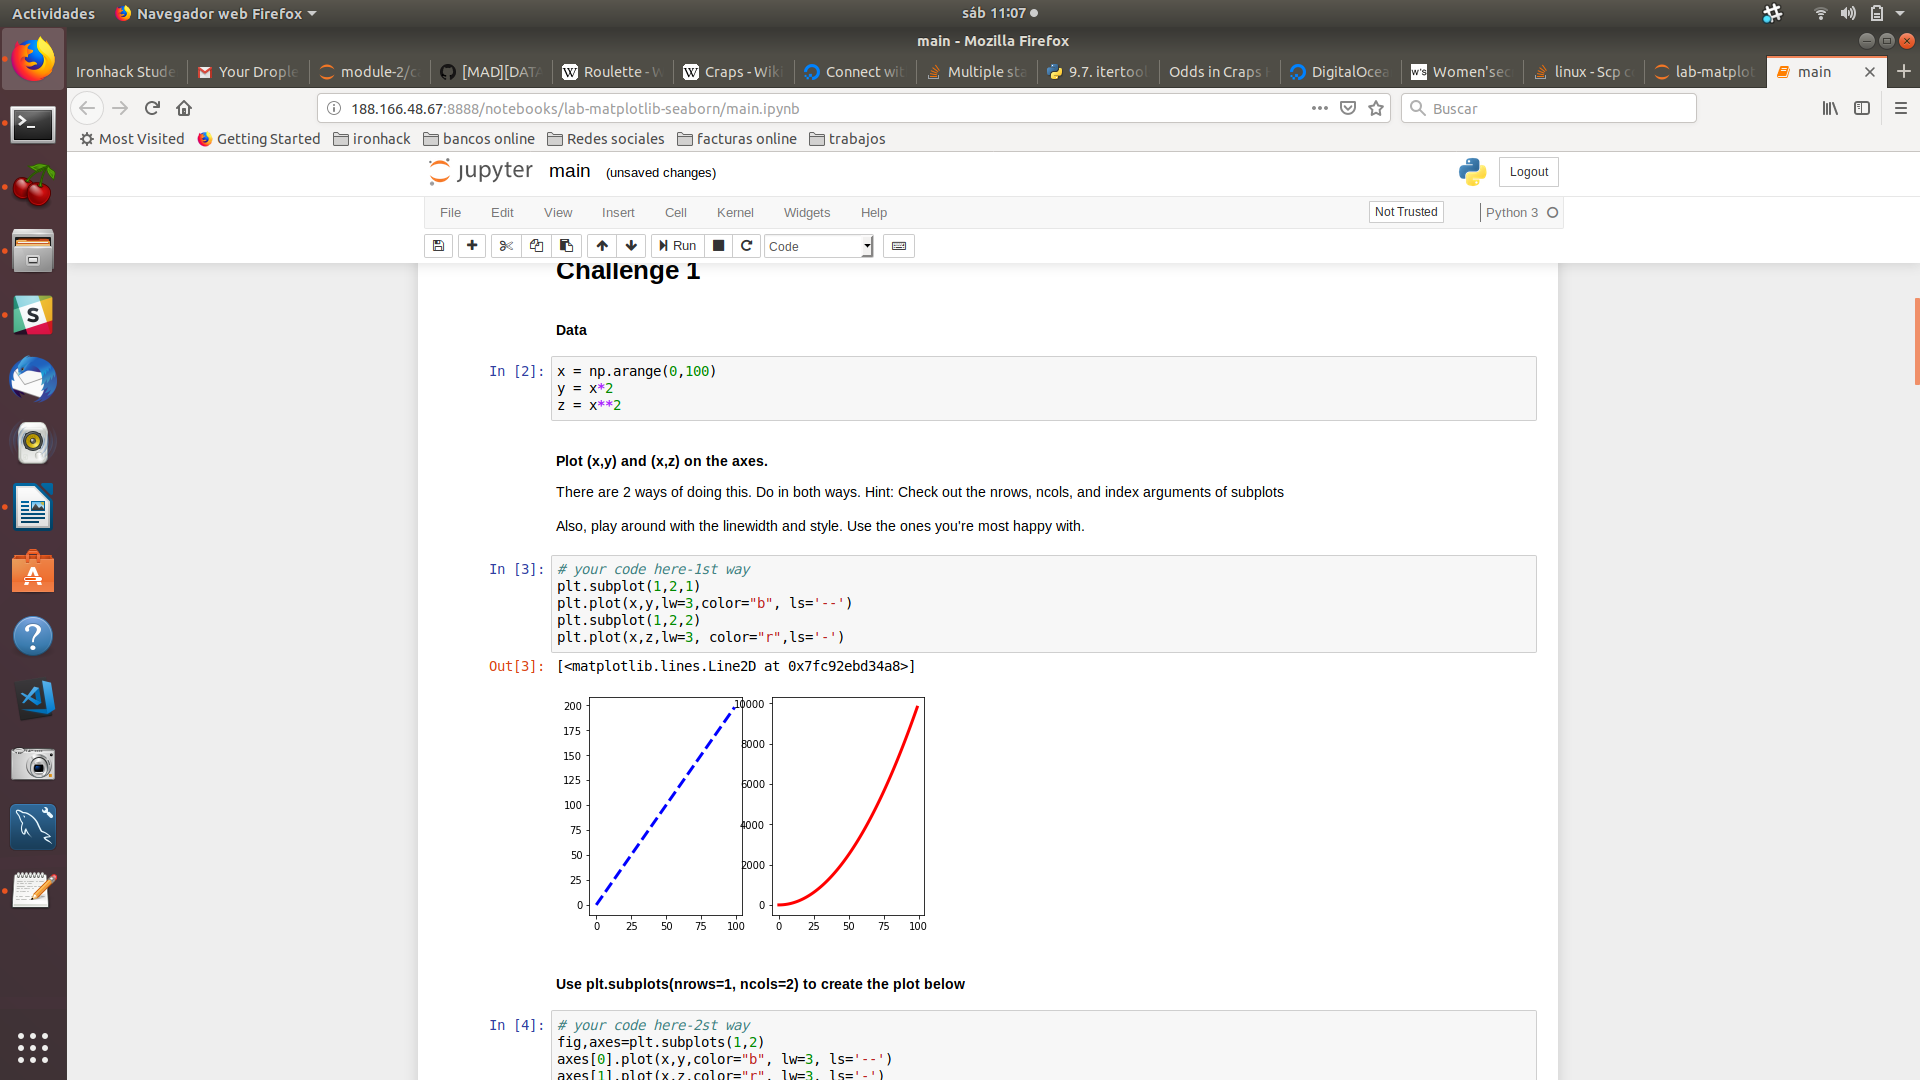 Actividades
Navegador web Firefox
sáb 11:07
main - Mozilla Firefox
Ironhack Stude
Your Drople
module-2/c
[MAD][DATA
Roulette - W
Craps - Wiki
Connect wit
Multiple sta
9.7. itertool
Odds in Craps
DigitalOcea
Women'sec
linux - Scp c
lab-matplot
main
188.166.48.67:8888/notebooks/lab-matplotlib-seaborn/main.ipynb
Buscar
Most Visited
Getting Started
ironhack
bancos online
Redes sociales
facturas online
trabajos
jupyter
main
(unsaved changes)
Logout
File
Edit
View
Insert
Cell
Kernel
Widgets
Help
Not Trusted
Python 3
Run
Code
Challenge 1
Data
In [2]:
x = np.arange(0,100)
y = x*2
z = x**2
Plot (x,y) and (x,z) on the axes.
There are 2 ways of doing this. Do in both ways. Hint: Check out the nrows, ncols, and index arguments of subplots
Also, play around with the linewidth and style. Use the ones you're most happy with.
In [3]:
# your code here-1st way
plt.subplot(1,2,1)
plt.plot(x,y,lw=3,color="b", ls='--')
plt.subplot(1,2,2)
plt.plot(x,z,lw=3, color="r",ls='-')
Out[3]:
[<matplotlib.lines.Line2D at 0x7fc92ebd34a8>]
200
175
150
125
100
75
50
25
0
0 25 50 75 100
10000
8000
6000
4000
2000
0
0 25 50 75 100
Use plt.subplots(nrows=1, ncols=2) to create the plot below
In [4]:
# your code here-2st way
fig,axes=plt.subplots(1,2)
axes[0].plot(x,y,color="b", lw=3, ls='--')
axes[1].plot(x,z,color="r", lw=3, ls='-')